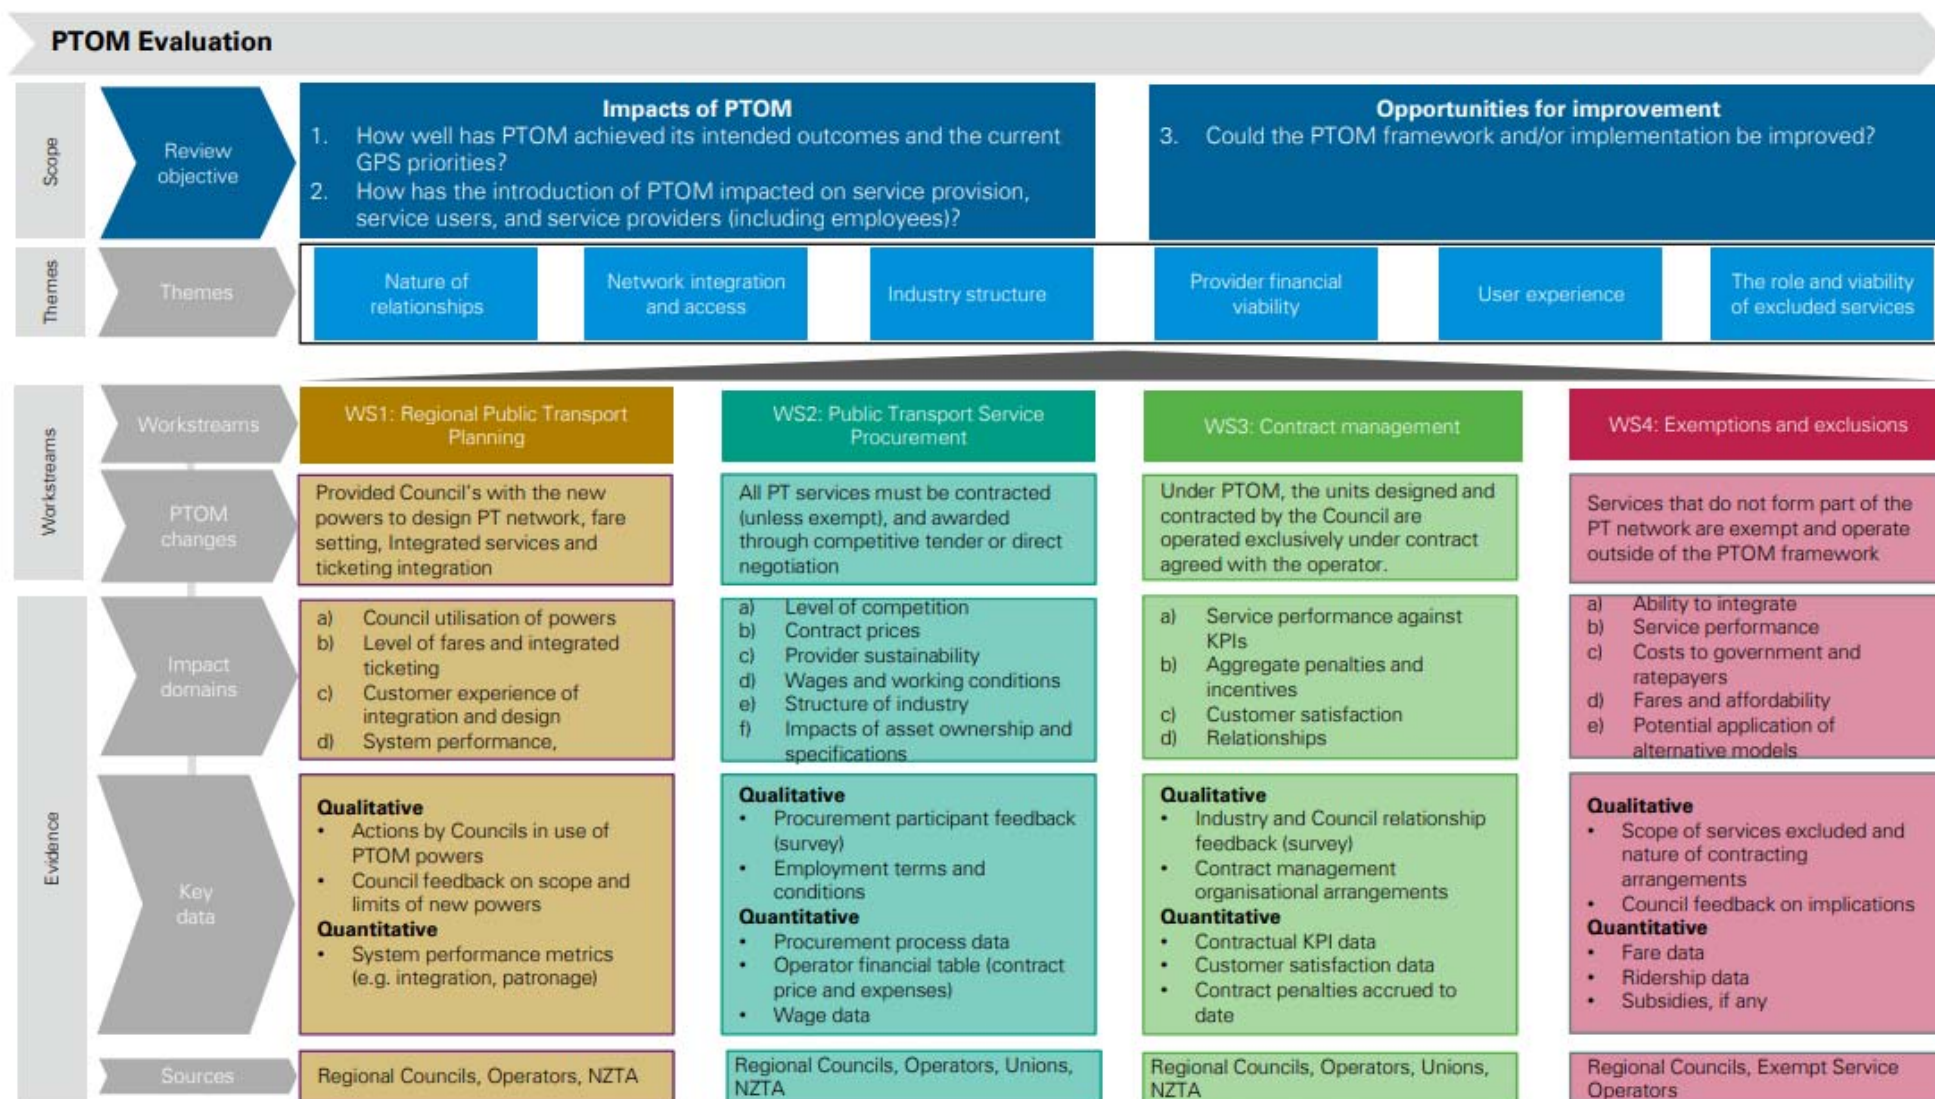 PTOM Evaluation
Scope
Review
objective
Impacts of PTOM
1. How well has PTOM achieved its intended outcomes and the current
GPS priorities?
2. How has the introduction of PTOM impacted on service provision,
service users, and service providers (including employees)?
Opportunities for improvement
3. Could the PTOM framework and/or implementation be improved?
Themes
Themes
Nature of
relationships
Network integration
and access
Industry structure
Provider financial
viability
User experience
The role and viability
of excluded services
Workstreams
Workstreams
WS1: Regional Public Transport
Planning
WS2: Public Transport Service
Procurement
WS3: Contract management
WS4: Exemptions and exclusions
PTOM
changes
Provided Council's with the new
powers to design PT network, fare
setting, Integrated services and
ticketing integration
All PT services must be contracted
(unless exempt), and awarded
through competitive tender or direct
negotiation
Under PTOM, the units designed and
contracted by the Council are
operated exclusively under contract
agreed with the operator.
Services that do not form part of the
PT network are exempt and operate
outside of the PTOM framework
Evidence
Impact
domains
a) Council utilisation of powers
b) Level of fares and integrated
ticketing
c) Customer experience of
integration and design
d) System performance,
a) Level of competition
b) Contract prices
c) Provider sustainability
d) Wages and working conditions
e) Structure of industry
f) Impacts of asset ownership and
specifications
a) Service performance against
KPIs
b) Aggregate penalties and
incentives
c) Customer satisfaction
d) Relationships
a) Ability to integrate
b) Service performance
c) Costs to government and
ratepayers
d) Fares and affordability
e) Potential application of
alternative models
Key
data
Qualitative
• Actions by Councils in use of
PTOM powers
• Council feedback on scope and
limits of new powers
Quantitative
• System performance metrics
(e.g. integration, patronage)
Qualitative
• Procurement participant feedback
(survey)
• Employment terms and
conditions
Quantitative
• Procurement process data
• Operator financial table (contract
price and expenses)
• Wage data
Qualitative
• Industry and Council relationship
feedback (survey)
• Contract management
organisational arrangements
Quantitative
• Contractual KPI data
• Customer satisfaction data
• Contract penalties accrued to
date
Qualitative
• Scope of services excluded and
nature of contracting
arrangements
• Council feedback on implications
Quantitative
• Fare data
• Ridership data
• Subsidies, if any
Sources
Regional Councils, Operators, NZTA
Regional Councils, Operators, Unions,
NZTA
Regional Councils, Operators, Unions,
NZTA
Regional Councils, Exempt Service
Operators